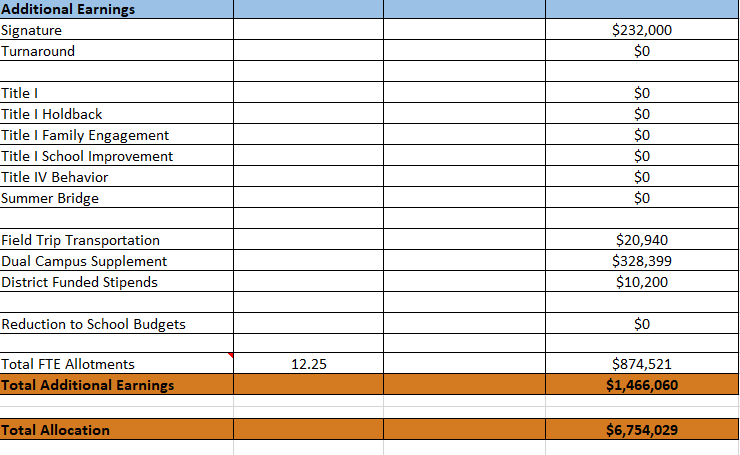 Additional Earnings
Signature $232,000
Turnaround $0
Title I $0
Title I Holdback $0
Title I Family Engagement $0
Title I School Improvement $0
Title IV Behavior $0
Summer Bridge $0
Field Trip Transportation $20,940
Dual Campus Supplement $328,399
District Funded Stipends $10,200
Reduction to School Budgets $0
Total FTE Allotments 12.25 $874,521
Total Additional Earnings $1,466,060
Total Allocation $6,754,029